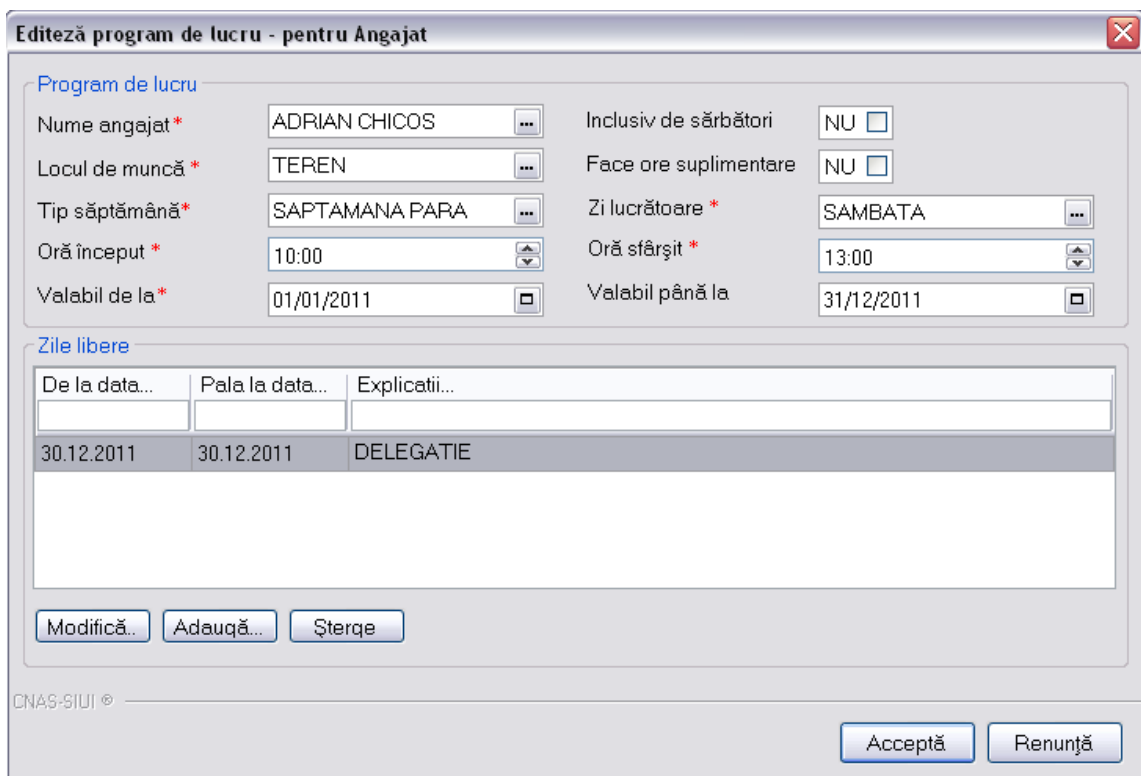 Editeză program de lucru - pentru Angajat
Program de lucru
Nume angajat* ADRIAN CHICOS ... Inclusiv de sărbători NU
Locul de muncă * TEREN ... Face ore suplimentare NU
Tip săptămână* SAPTAMANA PARA ... Zi lucrătoare * SAMBATA ...
Oră început * 10:00 Oră sfârşit * 13:00
Valabil de la* 01/01/2011 Valabil până la 31/12/2011
Zile libere
De la data... Pala la data... Explicatii...
30.12.2011 30.12.2011 DELEGATIE
Modifică.. Adaugă... Şterge
CNAS-SIUI ®
Acceptă Renunţă